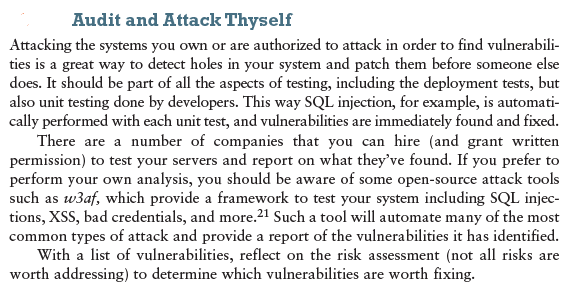 Audit and Attack Thyself
Attacking the systems you own or are authorized to attack in order to find vulnerabili-
ties is a great way to detect holes in your system and patch them before someone else
does. It should be part of all the aspects of testing, including the deployment tests, but
also unit testing done by developers. This way SQL injection, for example, is automati-
cally performed with each unit test, and vulnerabilities are immediately found and fixed.
There are a number of companies that you can hire (and grant written
permission) to test your servers and report on what they've found. If you prefer to
perform your own analysis, you should be aware of some open-source attack tools
such as w3af, which provide a framework to test your system including SQL injec-
tions, XSS, bad credentials, and more.21 Such a tool will automate many of the most
common types of attack and provide a report of the vulnerabilities it has identified.
With a list of vulnerabilities, reflect on the risk assessment (not all risks are
worth addressing) to determine which vulnerabilities are worth fixing.